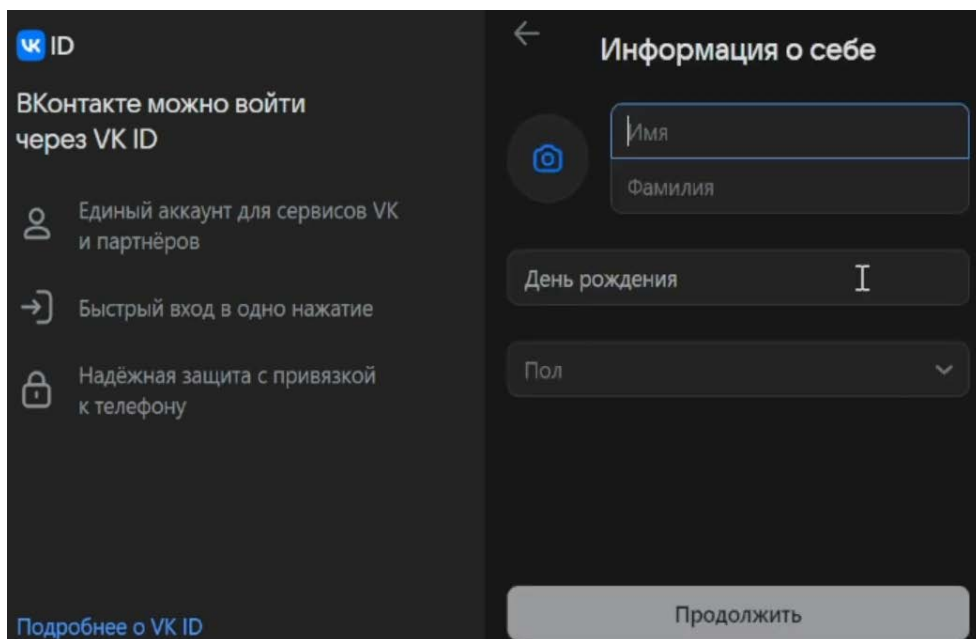 VK ID
ВКонтакте можно войти
через VK ID
Единый аккаунт для сервисов VK
и партнёров
Быстрый вход в одно нажатие
Надёжная защита с привязкой
к телефону
Подробнее о VK ID
Информация о себе
Имя
Фамилия
День рождения
Пол
Продолжить